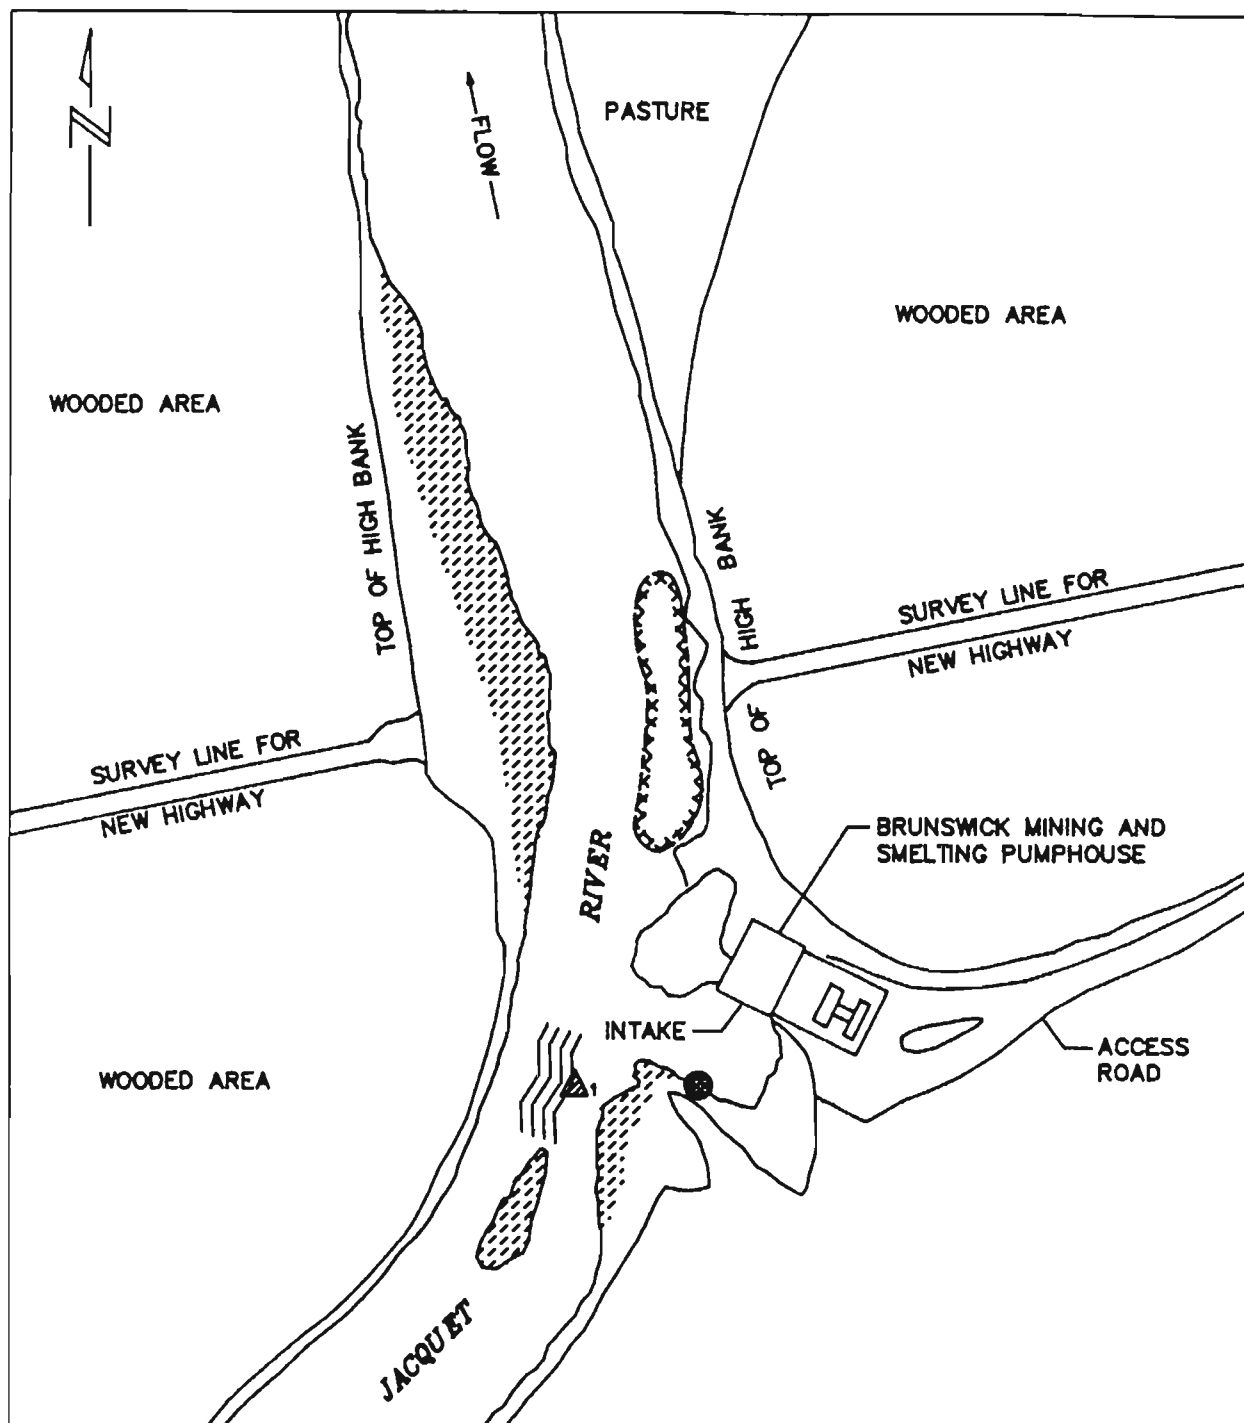 N
PASTURE
FLOW
WOODED AREA
WOODED AREA
TOP OF HIGH BANK
HIGH BANK
TOP OF
SURVEY LINE FOR
NEW HIGHWAY
SURVEY LINE FOR
NEW HIGHWAY
BRUNSWICK MINING AND
SMELTING PUMPHOUSE
RIVER
H
INTAKE
ACCESS
ROAD
WOODED AREA
1
JACQUET